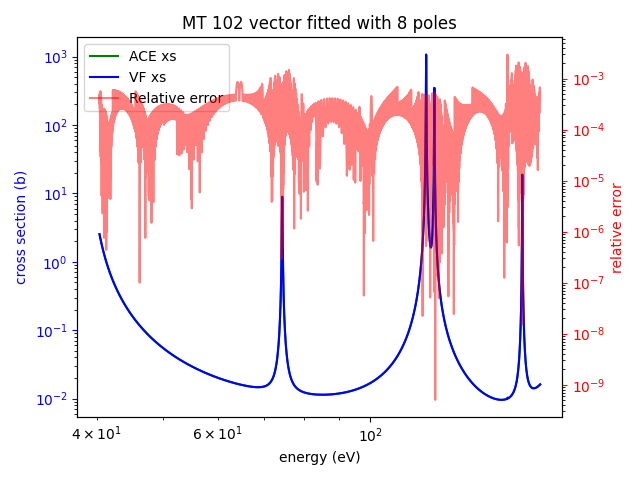 MT 102 vector fitted with 8 poles
ACE xs
VF xs
Relative error
cross section (b)
10³
10²
10¹
10⁰
10⁻¹
10⁻²
10⁻³
10⁻⁴
10⁻⁵
10⁻⁶
10⁻⁷
10⁻⁸
10⁻⁹
relative error
4 × 10¹
6 × 10¹
10²
energy (eV)